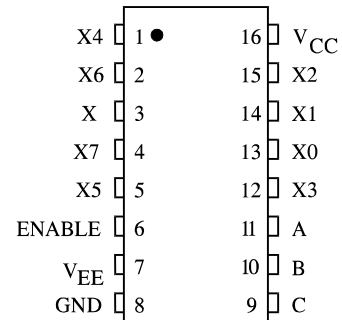 X4 1 16 VCC
X6 2 15 X2
X 3 14 X1
X7 4 13 X0
X5 5 12 X3
ENABLE 6 11 A
VEE 7 10 B
GND 8 9 C